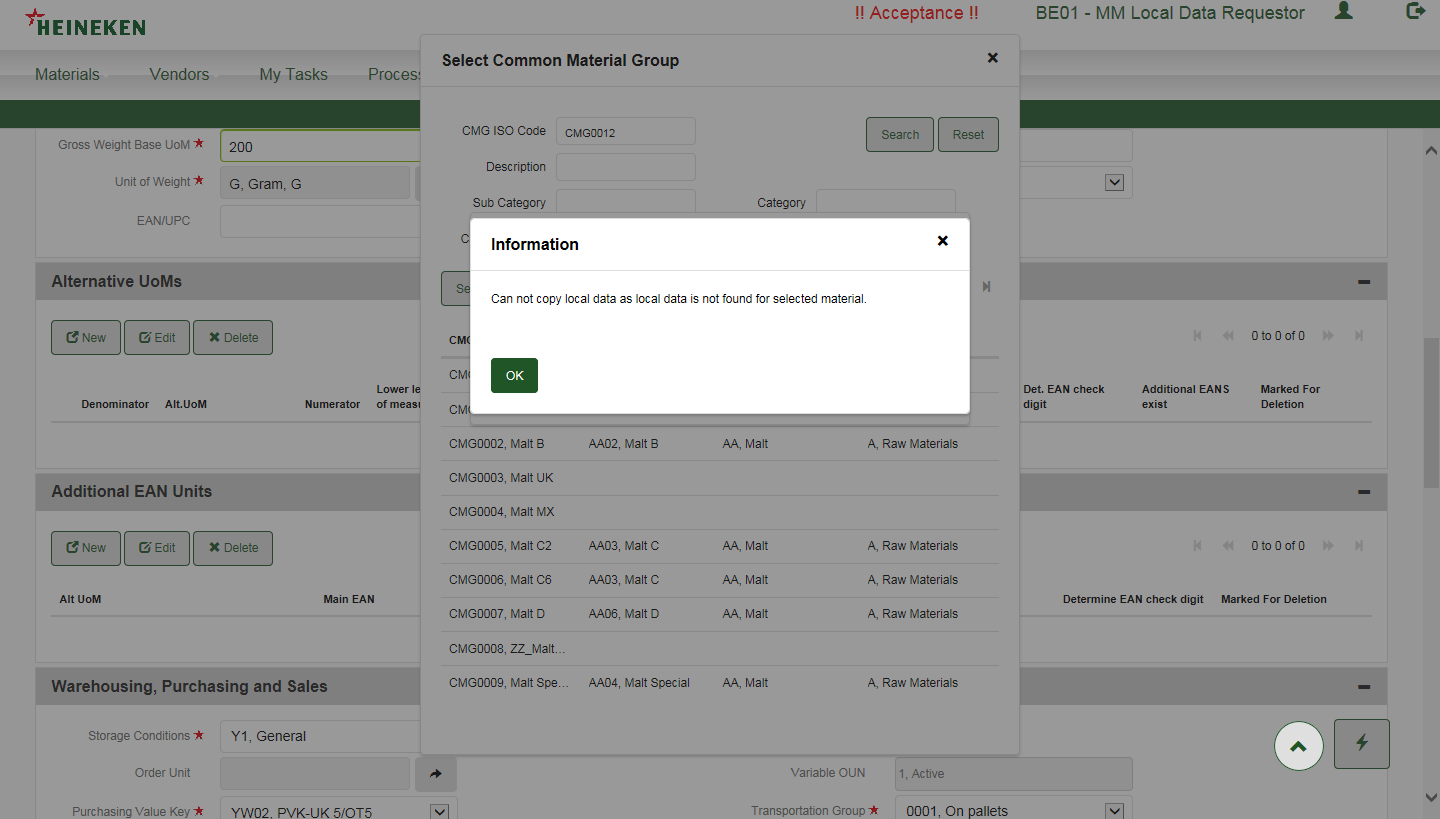 HEINEKEN
!! Acceptance !!
BE01 - MM Local Data Requestor
Materials
Vendors
My Tasks
Process
Select Common Material Group
CMG ISO Code
CMG0012
Search
Reset
Description
Sub Category
Category
Gross Weight Base UoM *
200
Unit of Weight *
G, Gram, G
EAN/UPC
Information
Can not copy local data as local data is not found for selected material.
OK
Alternative UoMs
New
Edit
Delete
0 to 0 of 0
Denominator
Alt.UoM
Numerator
Det. EAN check
digit
Additional EANS
exist
Marked For
Deletion
CMG0002, Malt B
AA02, Malt B
AA, Malt
A, Raw Materials
CMG0003, Malt UK
CMG0004, Malt MX
CMG0005, Malt C2
AA03, Malt C
AA, Malt
A, Raw Materials
CMG0006, Malt C6
AA03, Malt C
AA, Malt
A, Raw Materials
CMG0007, Malt D
AA06, Malt D
AA, Malt
A, Raw Materials
CMG0008, ZZ_Malt...
CMG0009, Malt Spe...
AA04, Malt Special
AA, Malt
A, Raw Materials
Additional EAN Units
New
Edit
Delete
0 to 0 of 0
Alt UoM
Main EAN
Determine EAN check digit
Marked For Deletion
Warehousing, Purchasing and Sales
Storage Conditions *
Y1, General
Order Unit
Variable OUN
1, Active
Purchasing Value Key *
YW02, PVK-UK 5/OT5
Transportation Group *
0001, On pallets